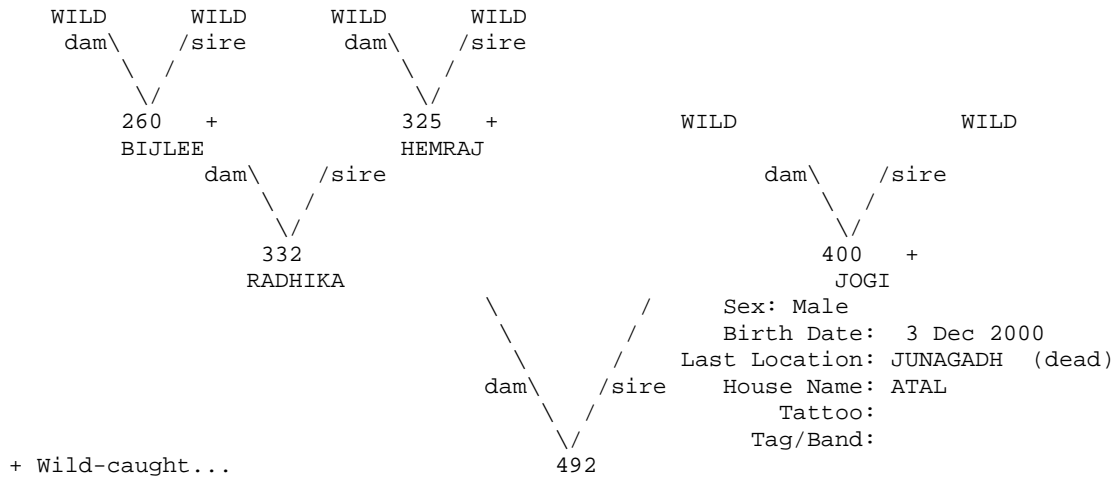 WILD WILD WILD WILD
dam\ /sire dam\ /sire
\ / \ /
\/ \/
260 + 325 + WILD WILD
BIJLEE HEMRAJ
dam\ /sire dam\ /sire
\ / \ /
\/ \/
332 400 +
RADHIKA JOGI
\ / Sex: Male
\ / Birth Date: 3 Dec 2000
\ / Last Location: JUNAGADH (dead)
dam\ /sire House Name: ATAL
\ / Tattoo:
\/ Tag/Band:
+ Wild-caught... 492